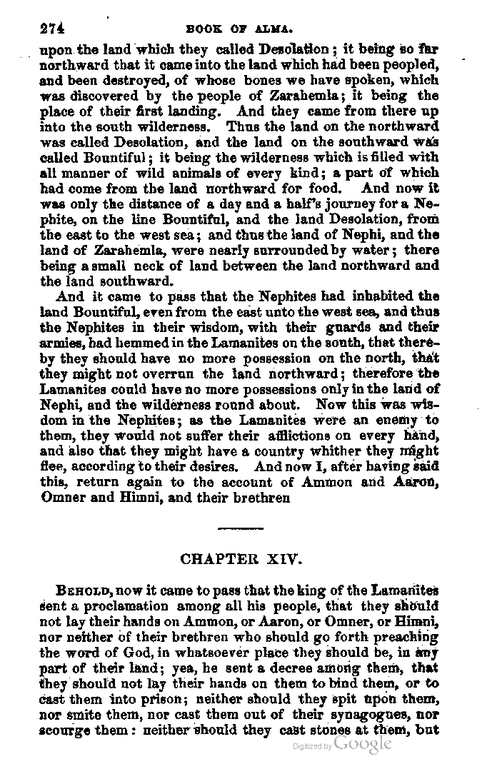 274 BOOK OF ALMA.
upon the land which they called Desolation; it being so far
northward that it came into the land which had been peopled,
and been destroyed, of whose bones we have spoken, which
was discovered by the people of Zarahemla; it being the
place of their first landing. And they came from there up
into the south wilderness. Thus the land on the northward
was called Desolation, and the land on the southward was
called Bountiful; it being the wilderness which is filled with
all manner of wild animals of every kind; a part of which
had come from the land northward for food. And now it
was only the distance of a day and a half's journey for a Ne-
phite, on the line Bountiful, and the land Desolation, from
the east to the west sea; and thus the land of Nephi, and the
land of Zarahemla, were nearly surrounded by water; there
being a small neck of land between the land northward and
the land southward.
And it came to pass that the Nephites had inhabited the
land Bountiful, even from the east unto the west sea, and thus
the Nephites in their wisdom, with their guards and their
armies, had hemmed in the Lamanites on the south, that there-
by they should have no more possession on the north, that
they might not overrun the land northward; therefore the
Lamanites could have no more possessions only in the land of
Nephi, and the wilderness round about. Now this was wis-
dom in the Nephites; as the Lamanites were an enemy to
them, they would not suffer their afflictions on every hand,
and also that they might have a country whither they might
flee, according to their desires. And now I, after having said
this, return again to the account of Ammon and Aaron,
Omner and Himni, and their brethren
CHAPTER XIV.
BEHOLD, now it came to pass that the king of the Lamanites
sent a proclamation among all his people, that they should
not lay their hands on Ammon, or Aaron, or Omner, or Himni,
nor neither of their brethren who should go forth preaching
the word of God, in whatsoever place they should be, in any
part of their land; yea, he sent a decree among them, that
they should not lay their hands on them to bind them, or to
cast them into prison; neither should they spit upon them,
nor smite them, nor cast them out of their synagogues, nor
scourge them: neither should they cast stones at them, but
Digitized by Google